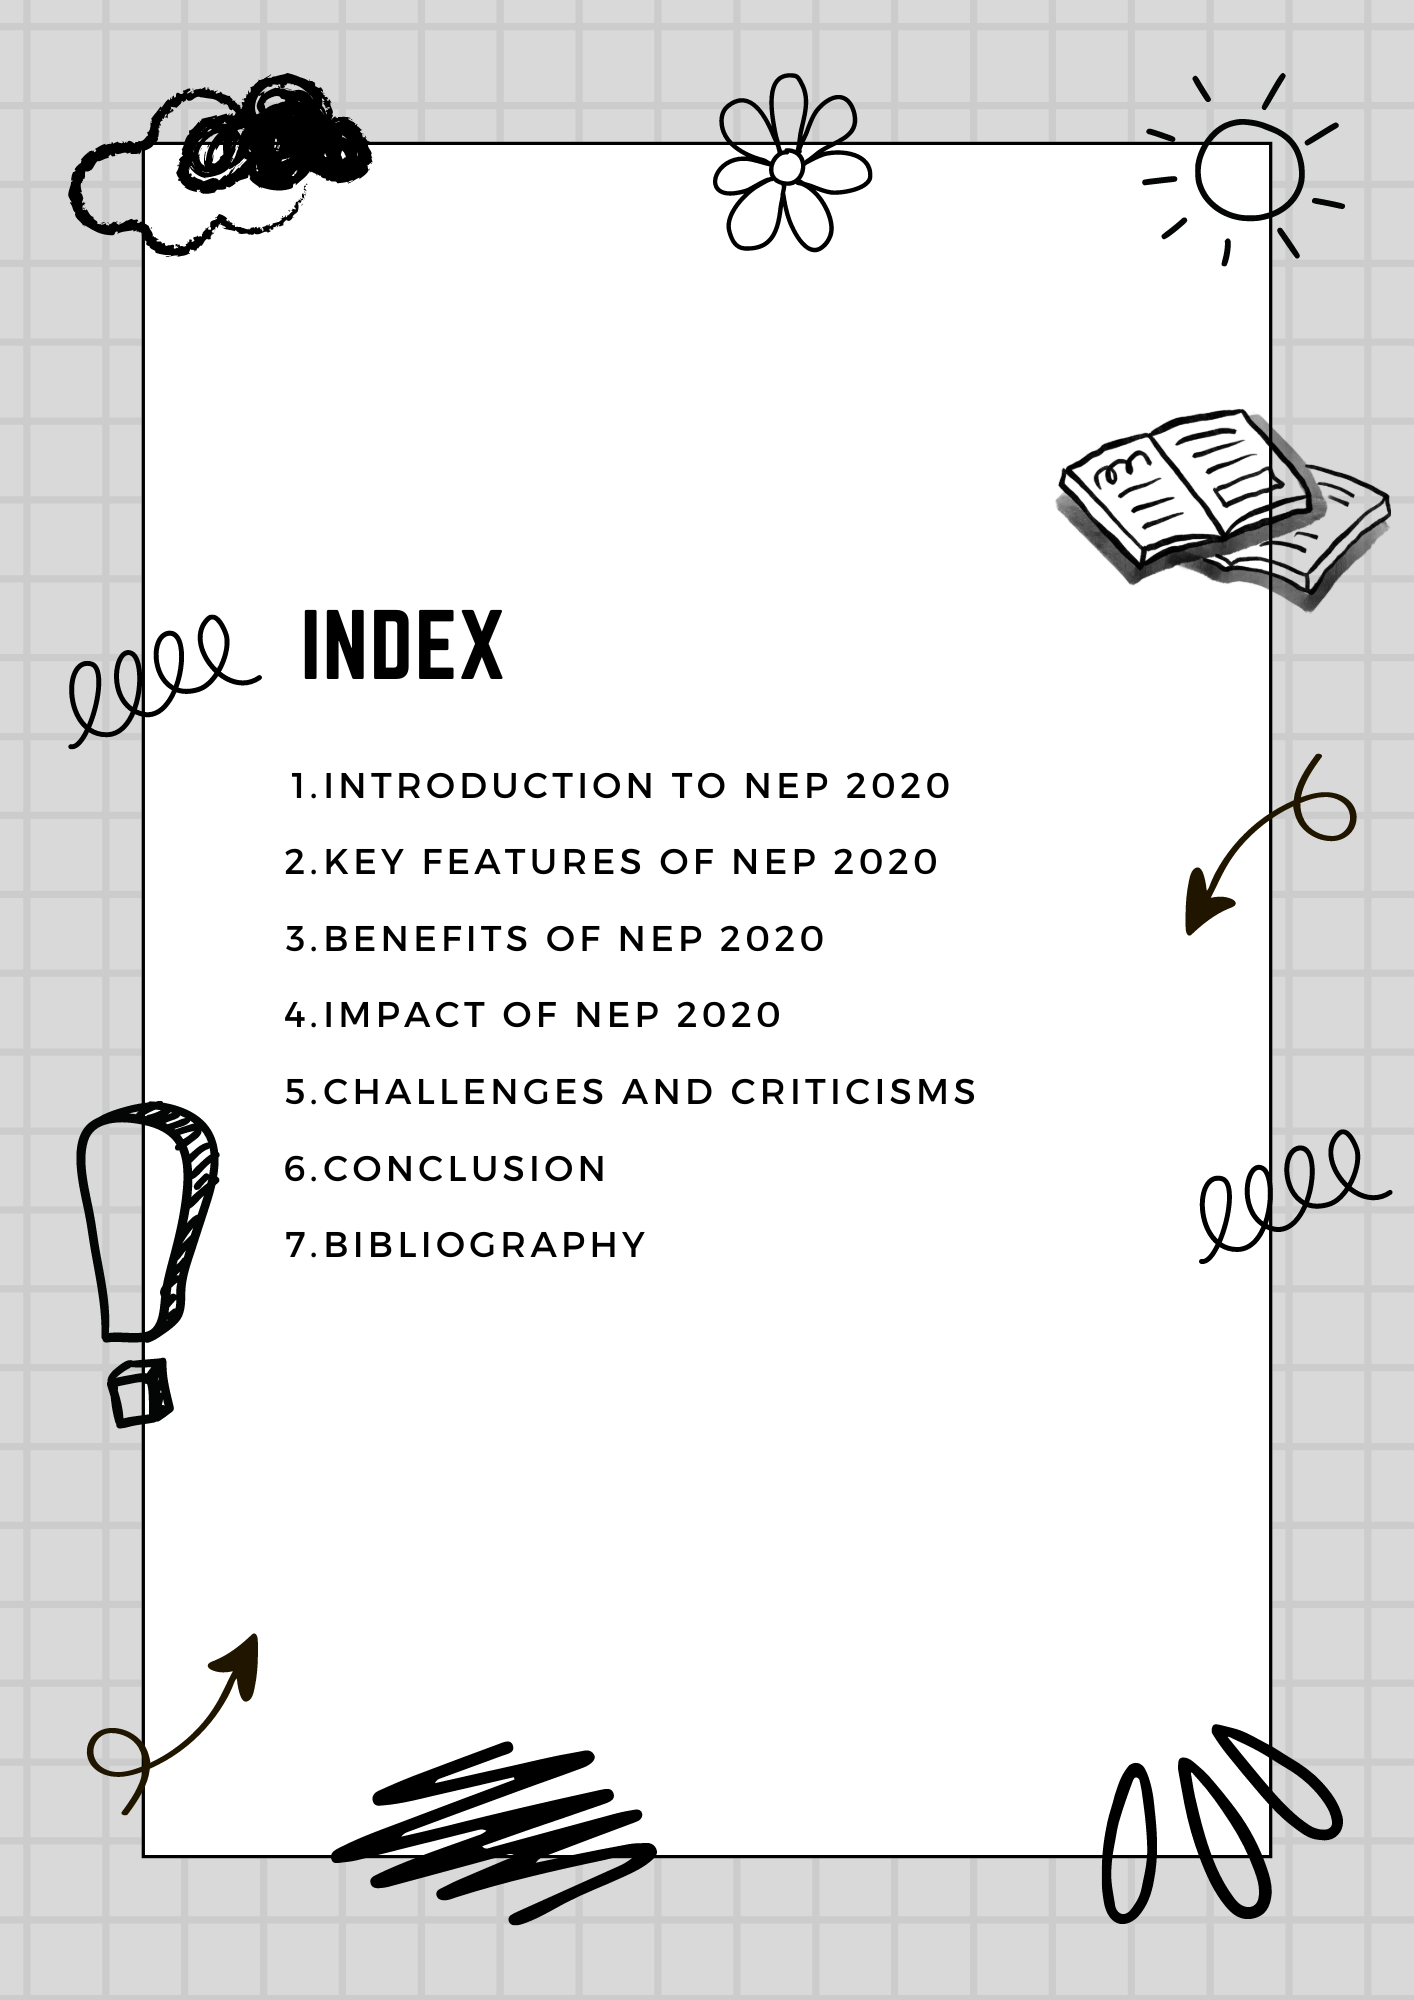 INDEX
1.INTRODUCTION TO NEP 2020
2.KEY FEATURES OF NEP 2020
3.BENEFITS OF NEP 2020
4.IMPACT OF NEP 2020
5.CHALLENGES AND CRITICISMS
6.CONCLUSION
7.BIBLIOGRAPHY